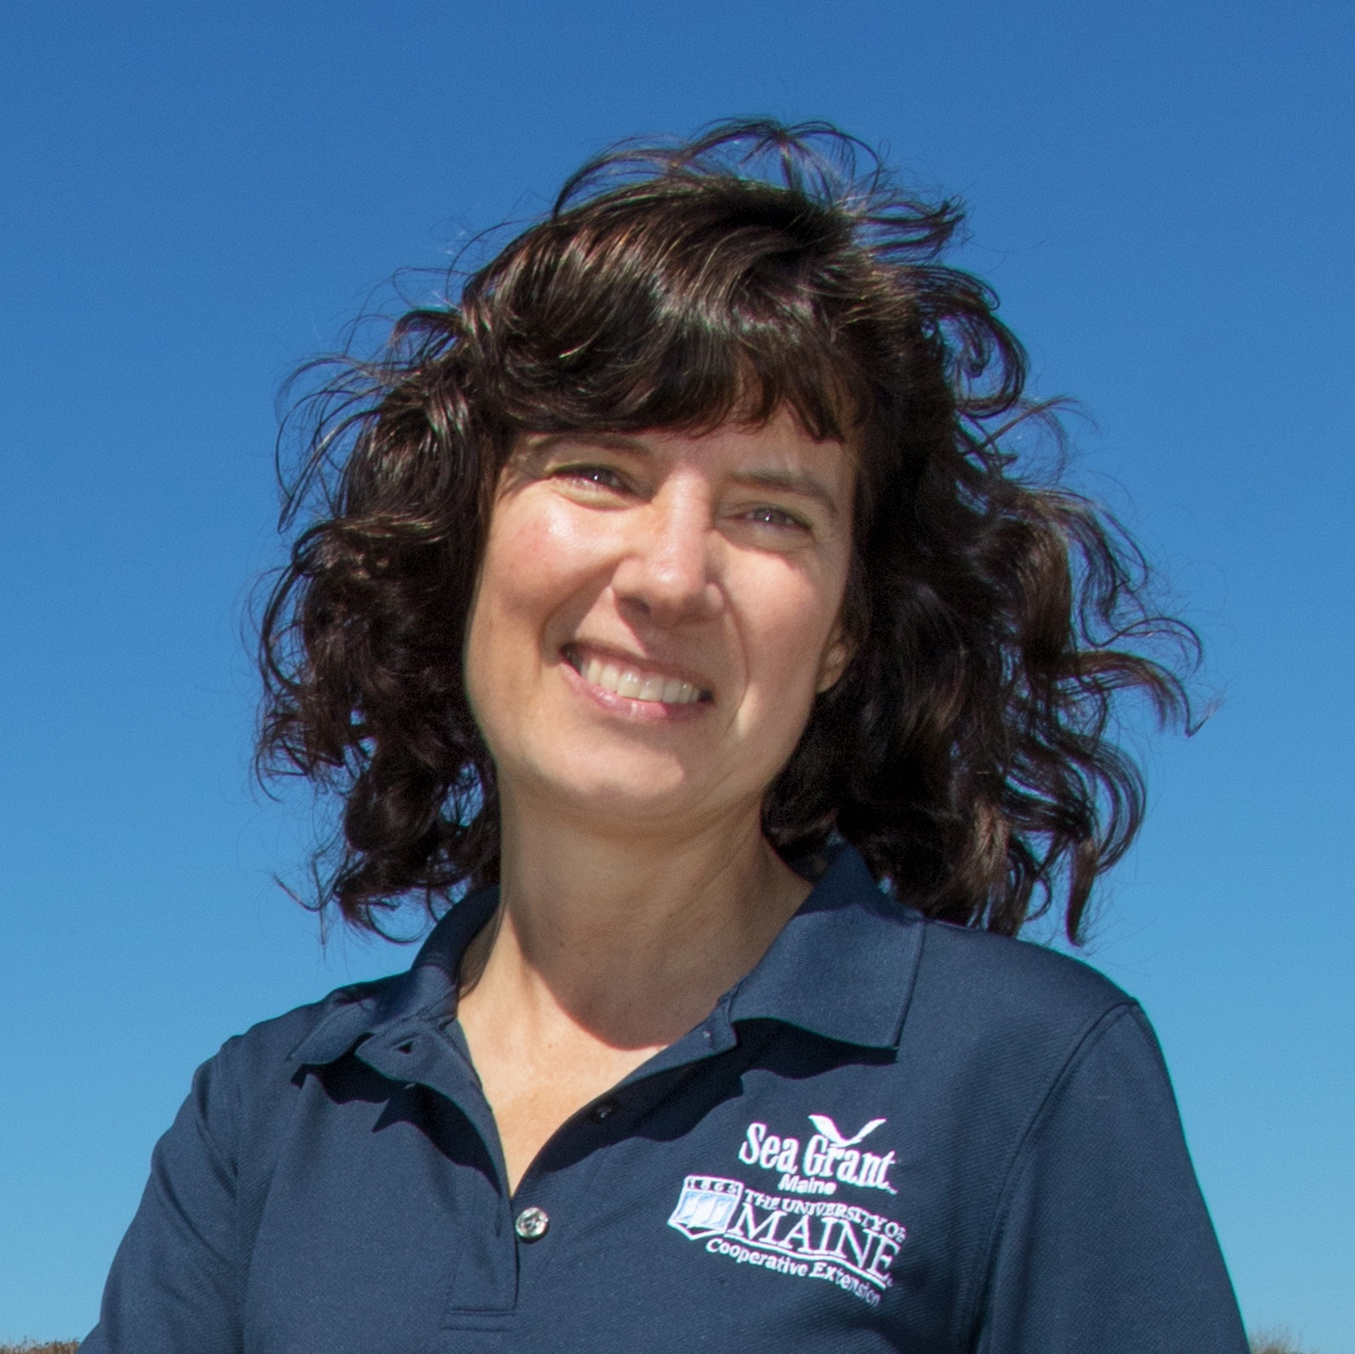 Sea Grant
Maine
1865
THE UNIVERSITY OF
MAINE
Cooperative Extension